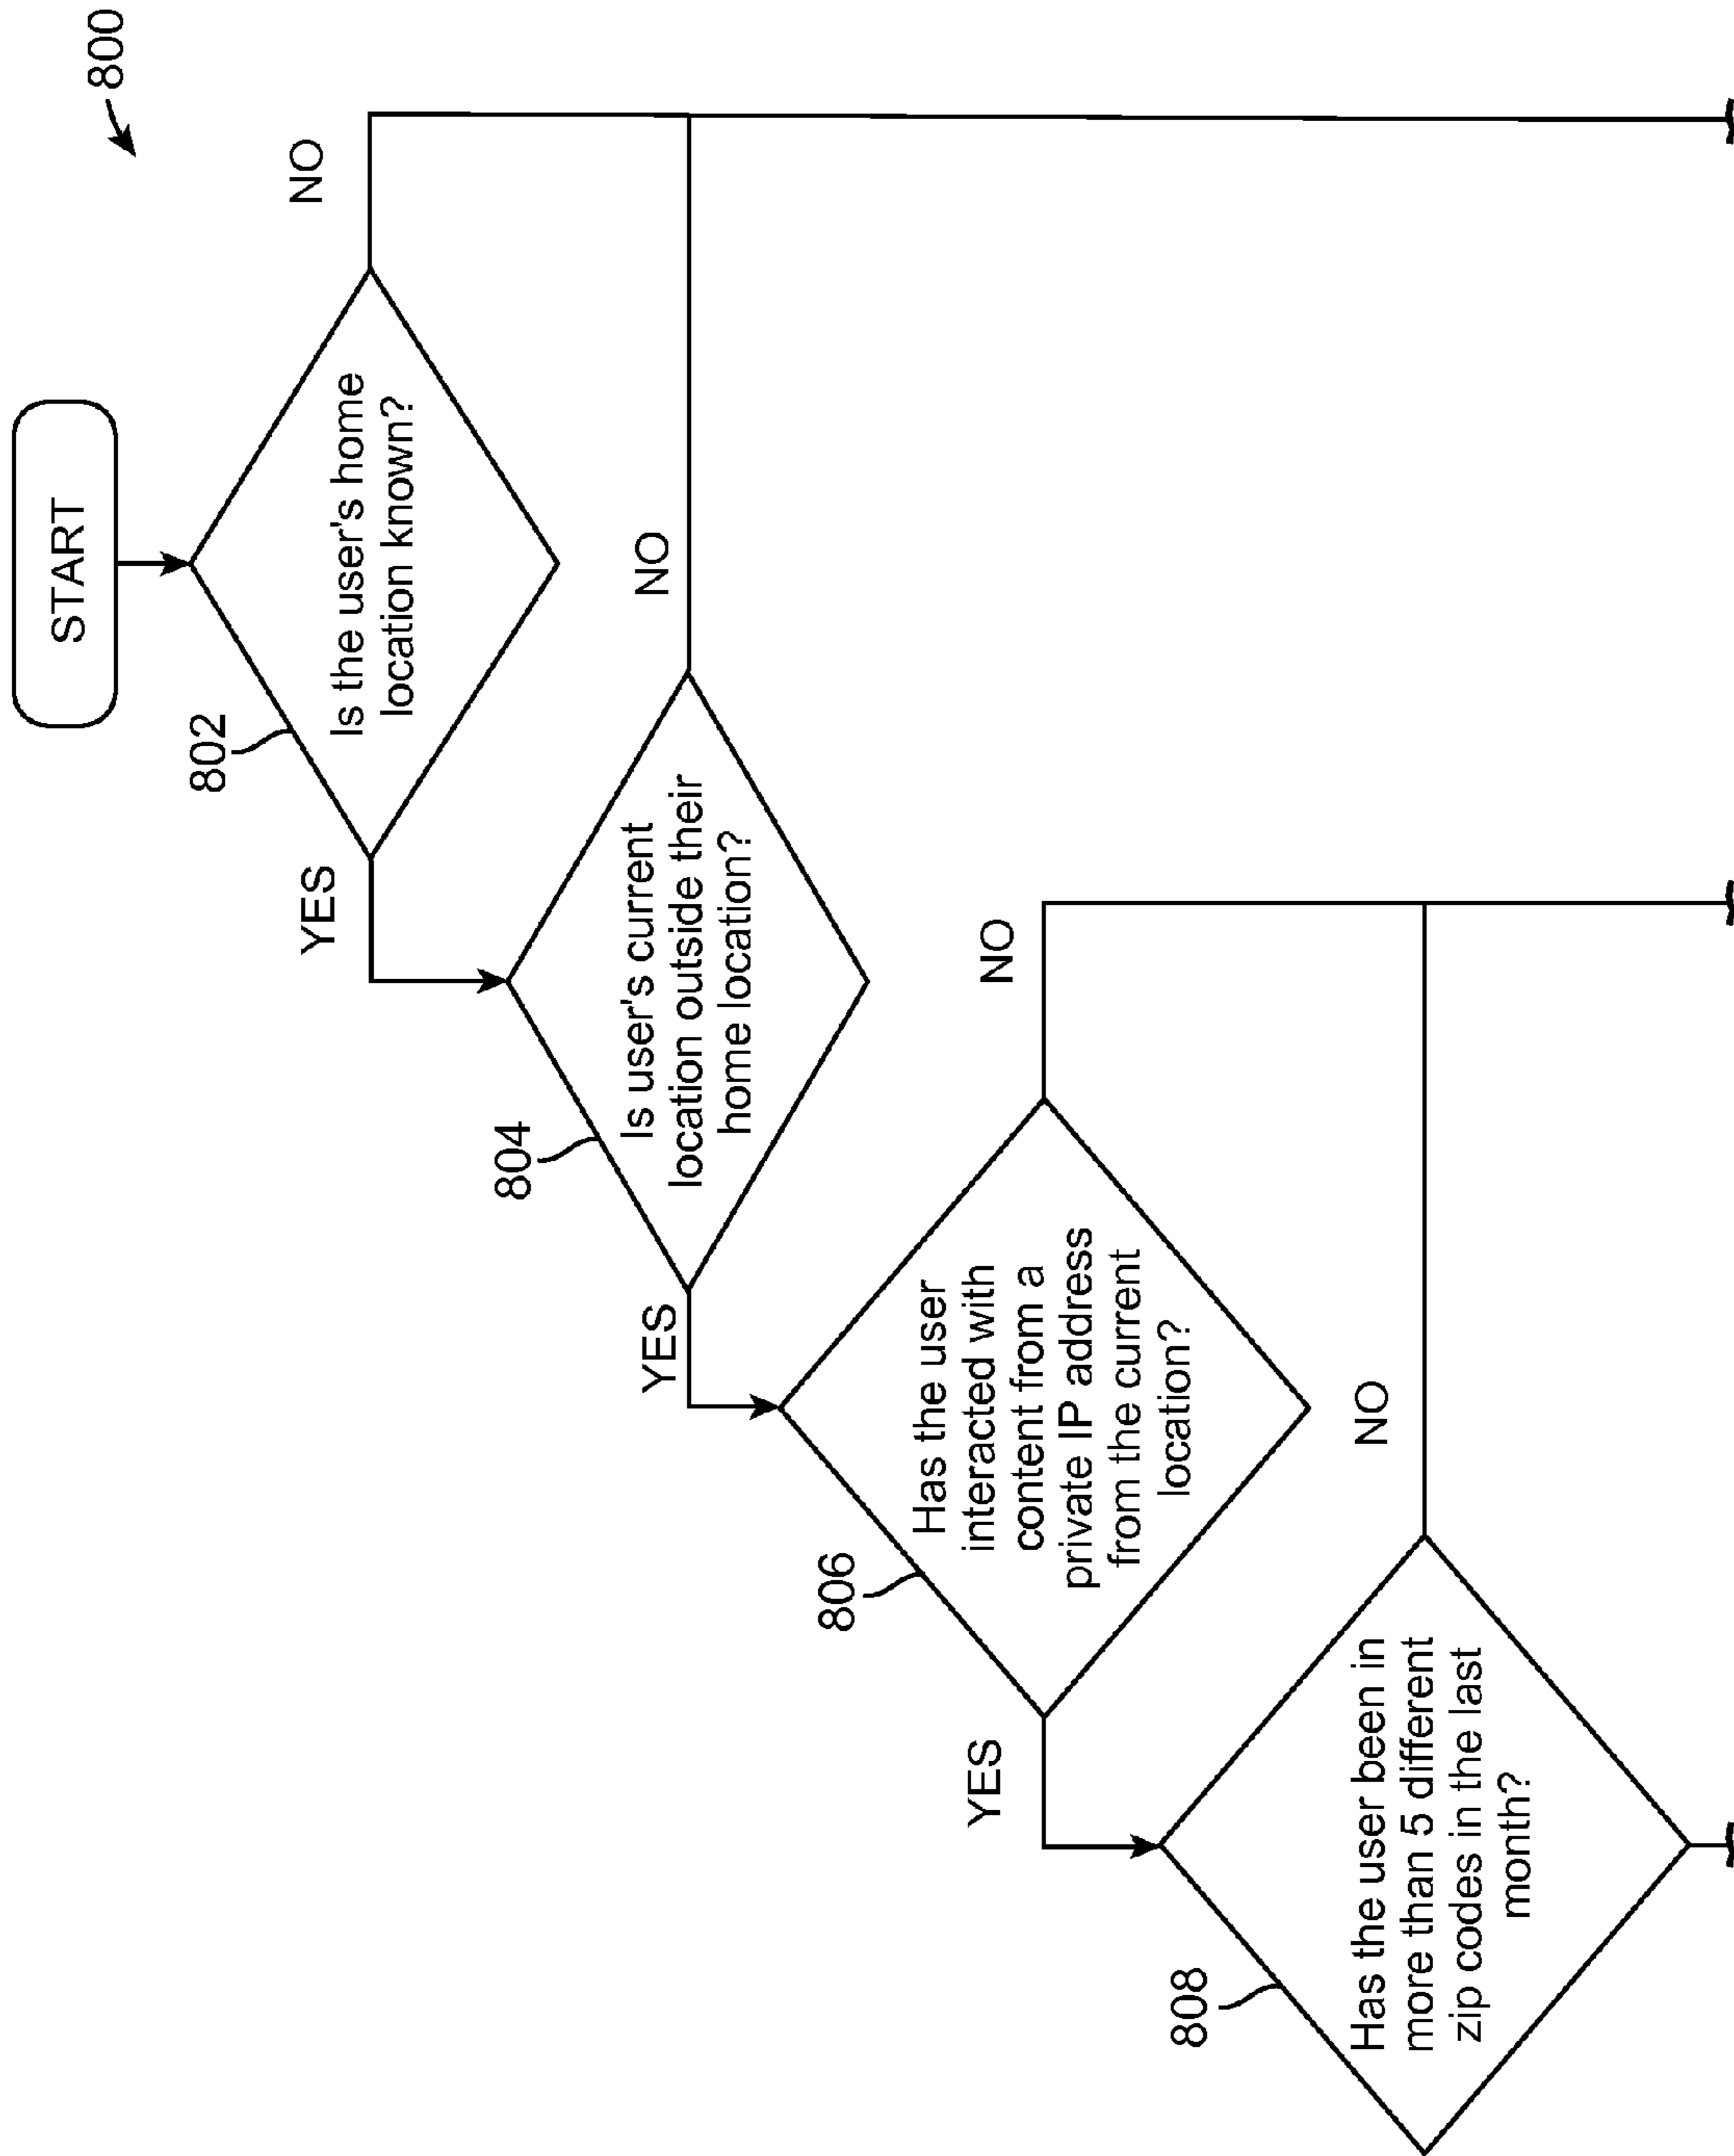 800
START
802
Is the user's home
location known?
YES
NO
804
Is user's current
location outside their
home location?
YES
NO
806
Has the user
interacted with
content from a
private IP address
from the current
location?
YES
NO
808
Has the user been in
more than 5 different
zip codes in the last
month?
NO